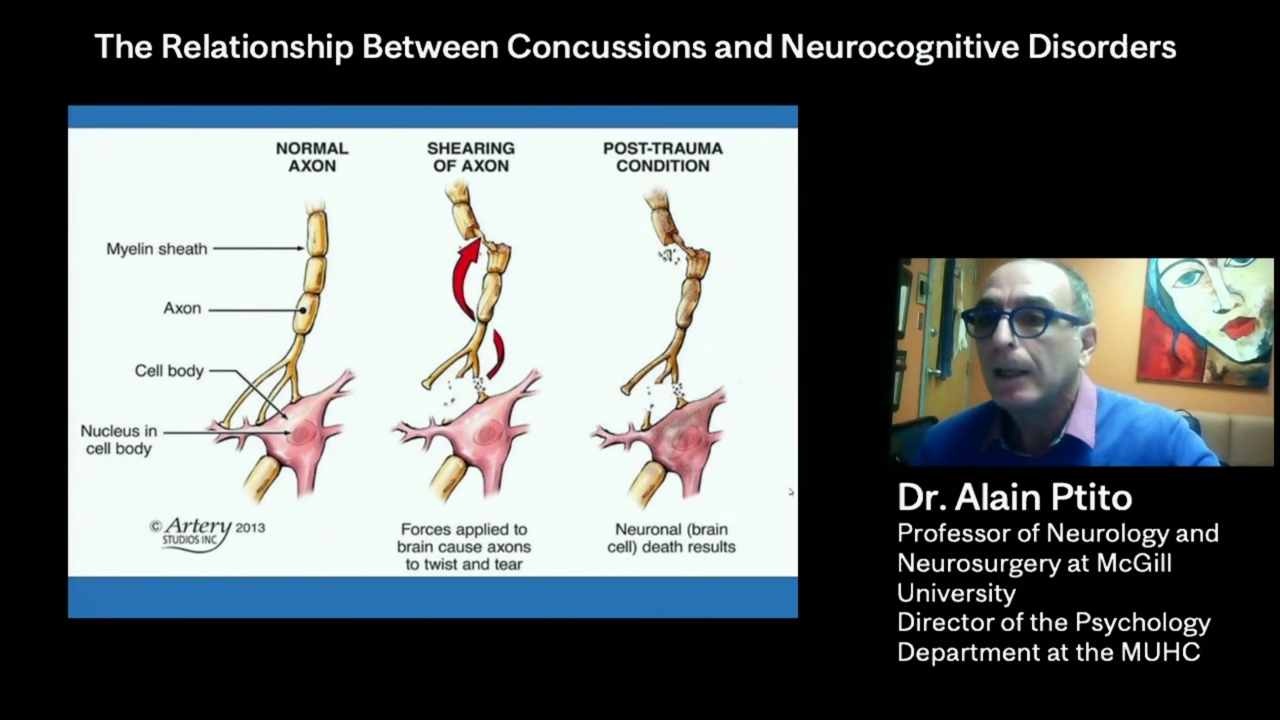 The Relationship Between Concussions and Neurocognitive Disorders
NORMAL
AXON
SHEARING
OF AXON
POST-TRAUMA
CONDITION
Myelin sheath
Axon
Cell body
Nucleus in
cell body
© Artery 2013
STUDIOS INC.
Forces applied to
brain cause axons
to twist and tear
Neuronal (brain
cell) death results
Dr. Alain Ptito
Professor of Neurology and
Neurosurgery at McGill
University
Director of the Psychology
Department at the MUHC